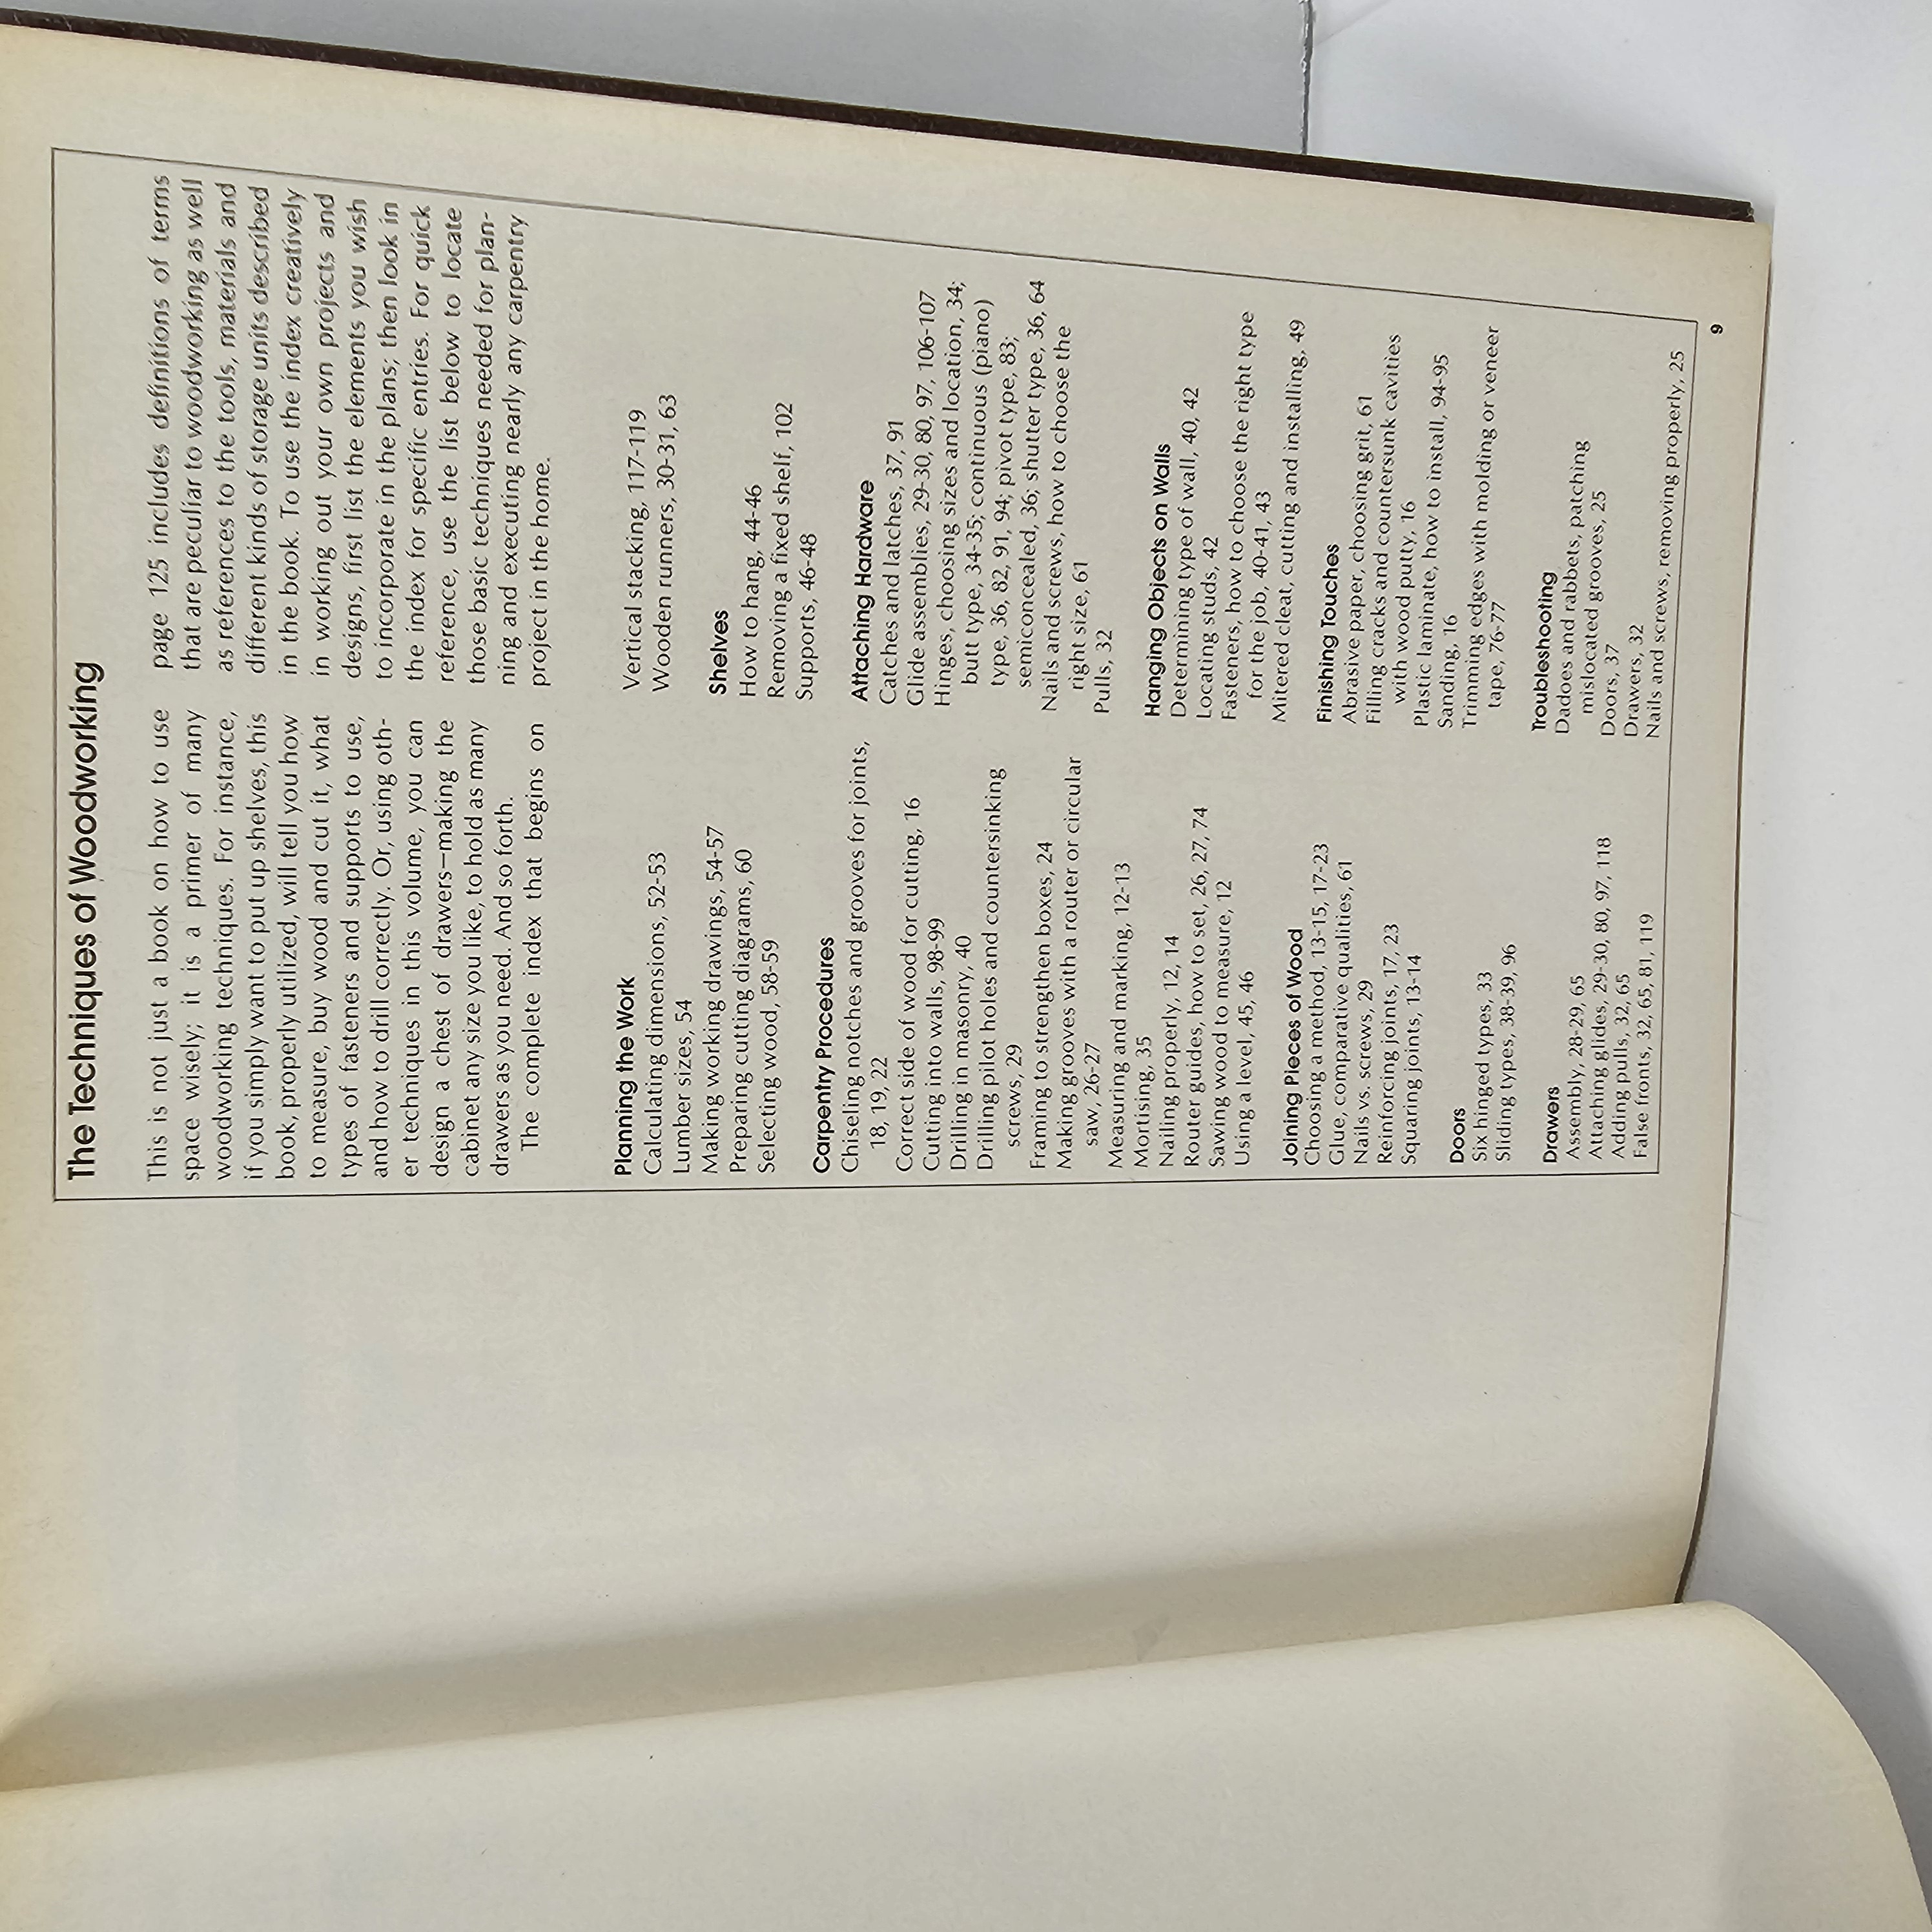 The Techniques of Woodworking
This is not just a book on how to use
space wisely; it is a primer of many
woodworking techniques. For instance,
if you simply want to put up shelves, this
book, properly utilized, will tell you how
to measure, buy wood and cut it, what
types of fasteners and supports to use,
and how to drill correctly. Or, using oth-
er techniques in this volume, you can
design a chest of drawers—making the
cabinet any size you like, to hold as many
drawers as you need. And so forth.
The complete index that begins on
page 125 includes definitions of terms
that are peculiar to woodworking as well
as references to the tools, materials and
different kinds of storage units described
in the book. To use the index creatively
in working out your own projects and
designs, first list the elements you wish
to incorporate in the plans; then look in
the index for specific entries. For quick
reference, use the list below to locate
those basic techniques needed for plan-
ning and executing nearly any carpentry
project in the home.
Planning the Work
Calculating dimensions, 52-53
Lumber sizes, 54
Making working drawings, 54-57
Preparing cutting diagrams, 60
Selecting wood, 58-59
Carpentry Procedures
Chiseling notches and grooves for joints,
18, 19, 22
Correct side of wood for cutting, 16
Cutting into walls, 98-99
Drilling in masonry, 40
Drilling pilot holes and countersinking
screws, 29
Framing to strengthen boxes, 24
Making grooves with a router or circular
saw, 26-27
Measuring and marking, 12-13
Mortising, 35
Nailing properly, 12, 14
Router guides, how to set, 26, 27, 74
Sawing wood to measure, 12
Using a level, 45, 46
Joining Pieces of Wood
Choosing a method, 13-15, 17-23
Glue, comparative qualities, 61
Nails vs. screws, 29
Reinforcing joints, 17, 23
Squaring joints, 13-14
Doors
Six hinged types, 33
Sliding types, 38-39, 96
Drawers
Assembly, 28-29, 65
Attaching glides, 29-30, 80, 97, 118
Adding pulls, 32, 65
False fronts, 32, 65, 81, 119
Vertical stacking, 117-119
Wooden runners, 30-31, 63
Shelves
How to hang, 44-46
Removing a fixed shelf, 102
Supports, 46-48
Attaching Hardware
Catches and latches, 37, 91
Glide assemblies, 29-30, 80, 97, 106-107
Hinges, choosing sizes and location, 34;
butt type, 34-35; continuous (piano)
type, 36, 82, 91, 94; pivot type, 83;
semiconcealed, 36; shutter type, 36, 64
Nails and screws, how to choose the
right size, 61
Pulls, 32
Hanging Objects on Walls
Determining type of wall, 40, 42
Locating studs, 42
Fasteners, how to choose the right type
for the job, 40-41, 43
Mitered cleat, cutting and installing, 49
Finishing Touches
Abrasive paper, choosing grit, 61
Filling cracks and countersunk cavities
with wood putty, 16
Plastic laminate, how to install, 94-95
Sanding, 16
Trimming edges with molding or veneer
tape, 76-77
Troubleshooting
Dadoes and rabbets, patching
mislocated grooves, 25
Doors, 37
Drawers, 32
Nails and screws, removing properly, 25
9